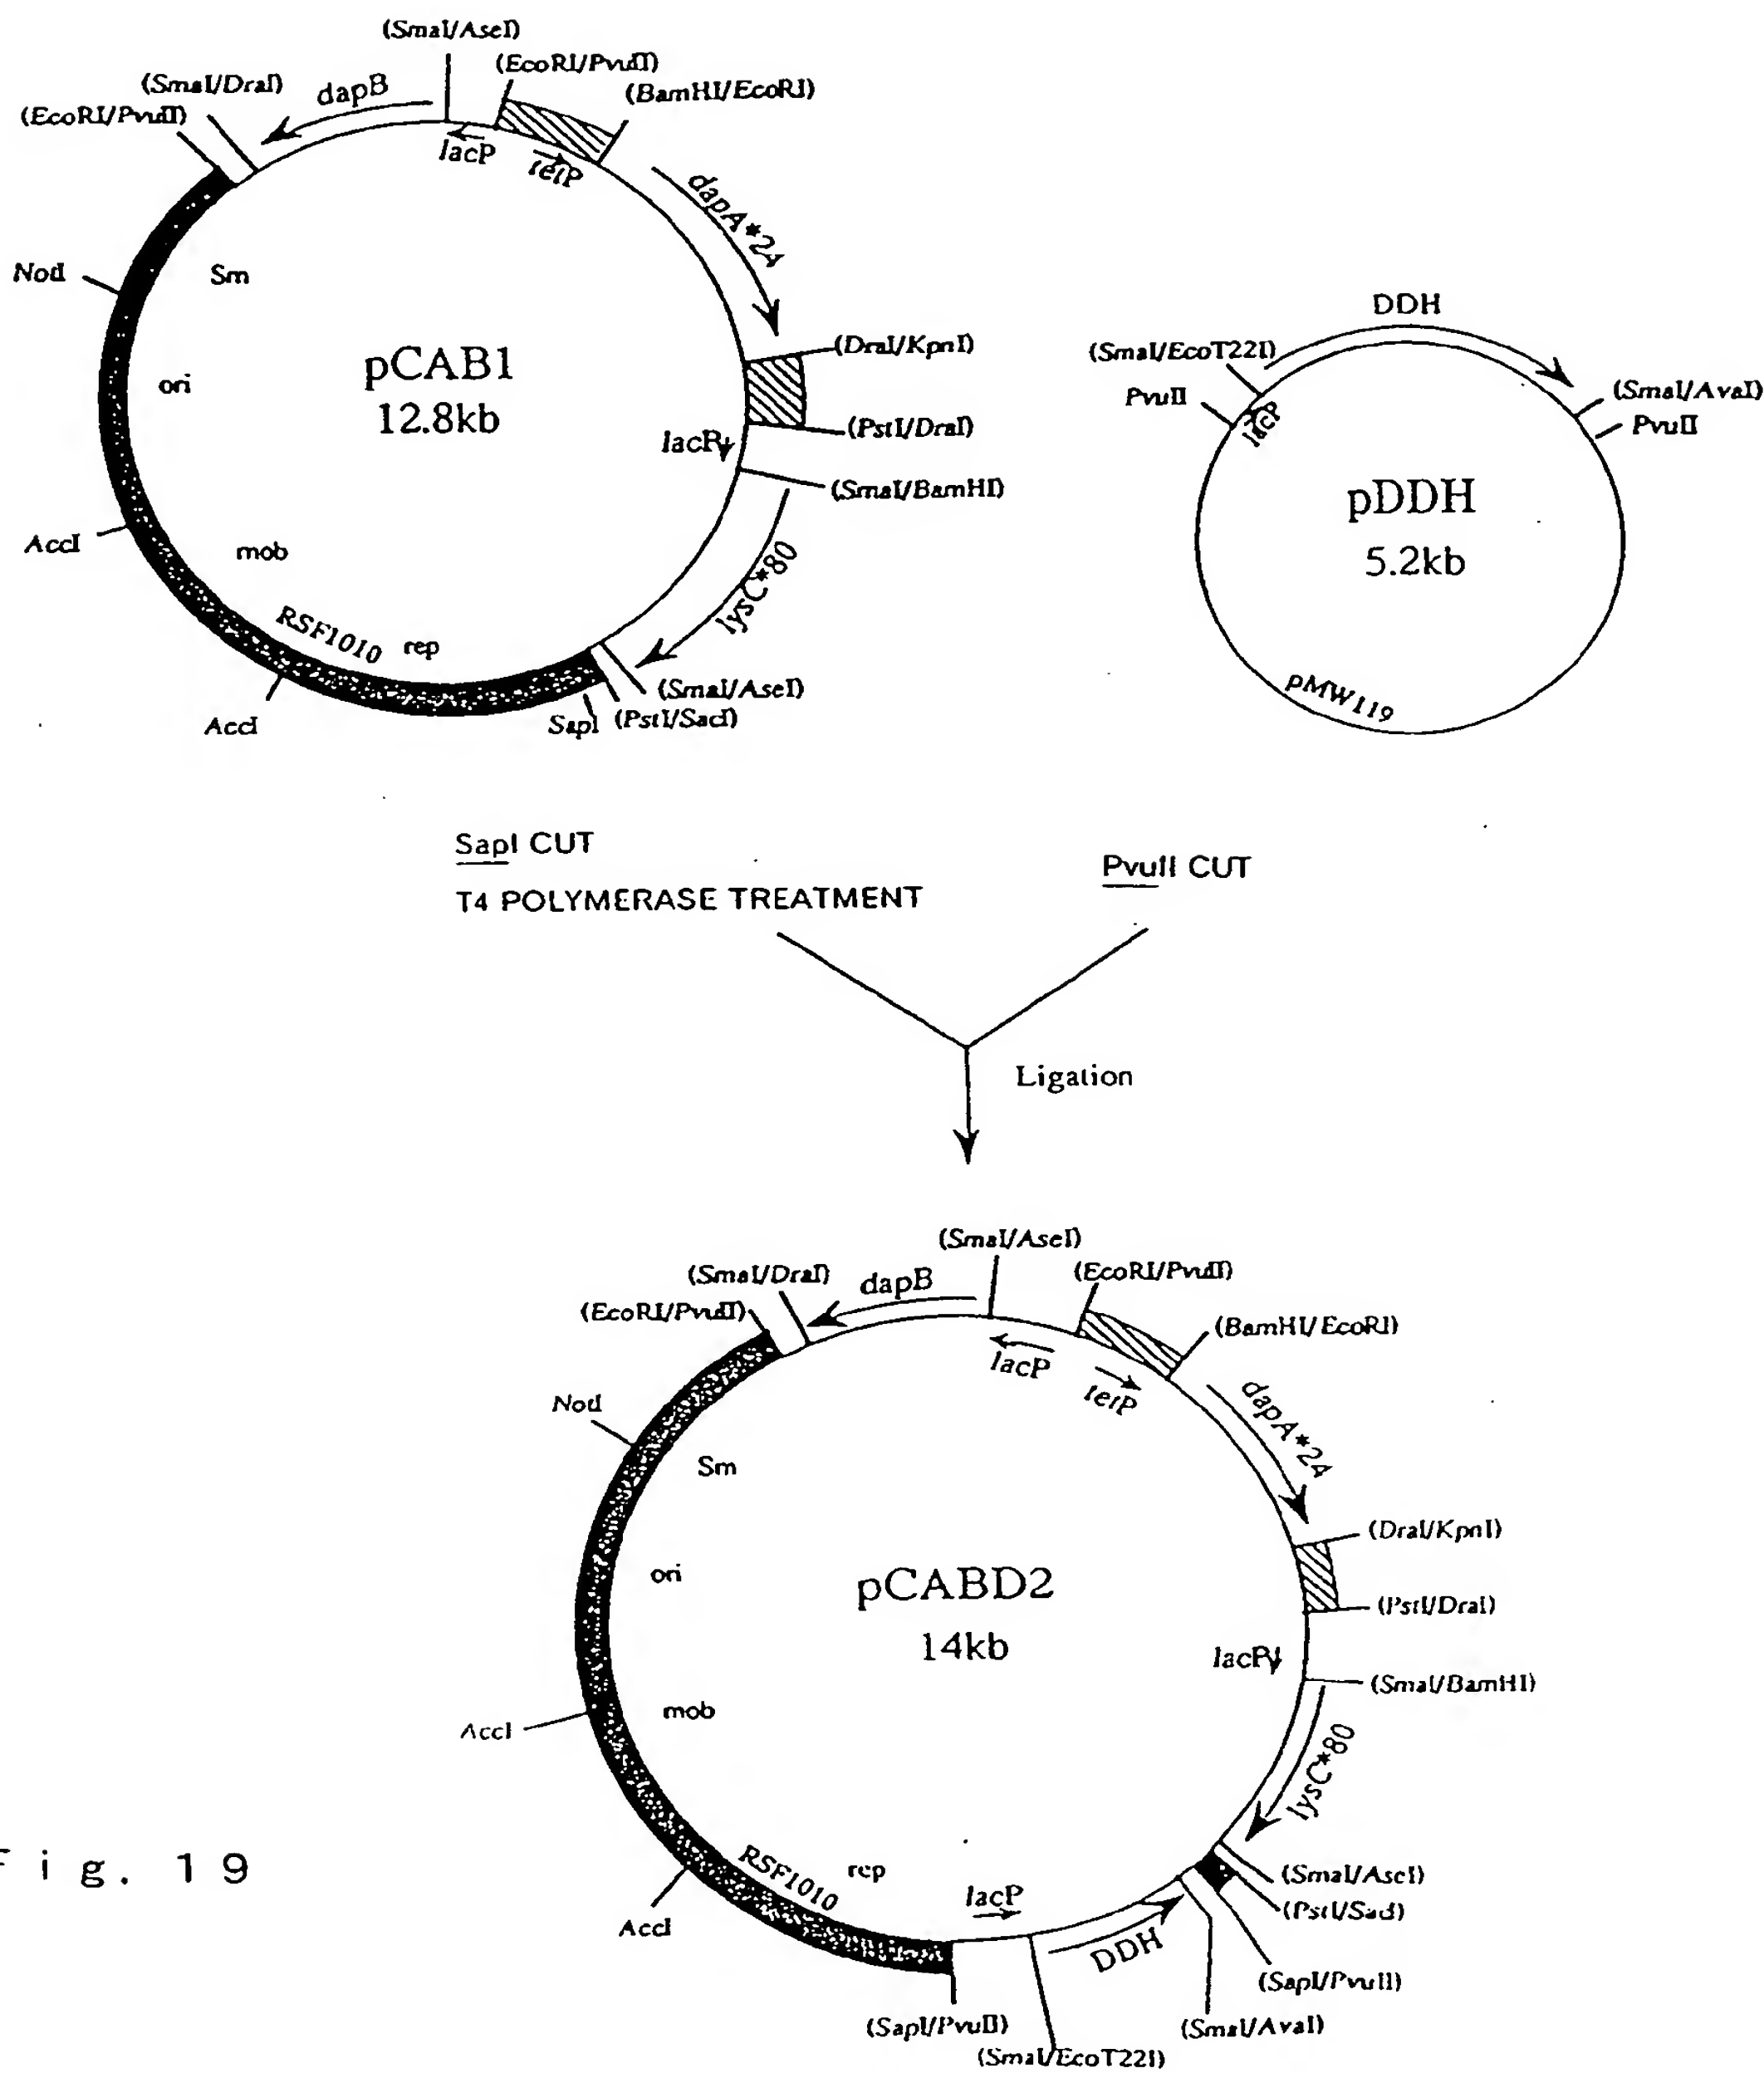 (SmaI/AseI)
(EcoRI/PvuII)
(SmaI/DraI)
dapB
(BamHI/EcoRI)
(EcoRI/PvuII)
lacP
tetP
dapA*24
NotI
Sm
DDH
(DraI/KpnI)
(SmaI/EcoT22I)
pCAB1
ori
PvuII
(SmaI/AvaI)
12.8kb
lacP
PvuII
(PstI/DraI)
lacP
(SmaI/BamHI)
pDDH
AccI
mob
5.2kb
lysC*80
RSF1010
rep
(SmaI/AseI)
pMW119
AccI
SapI
(PstI/SacI)
SapI CUT
PvuII CUT
T4 POLYMERASE TREATMENT
Ligation
(SmaI/AseI)
(SmaI/DraI)
dapB
(EcoRI/PvuII)
(EcoRI/PvuII)
(BamHI/EcoRI)
lacP
tetP
dapA*24
NotI
Sm
(DraI/KpnI)
ori
pCABD2
(PstI/DraI)
14kb
lacP
(SmaI/BamHI)
mob
AccI
lysC*80
Fig. 19
RSF1010
rep
(SmaI/AseI)
lacP
(PstI/SacI)
AccI
DDH
(SapI/PvuII)
(SapI/PvuII)
(SmaI/AvaI)
(SmaI/EcoT22I)